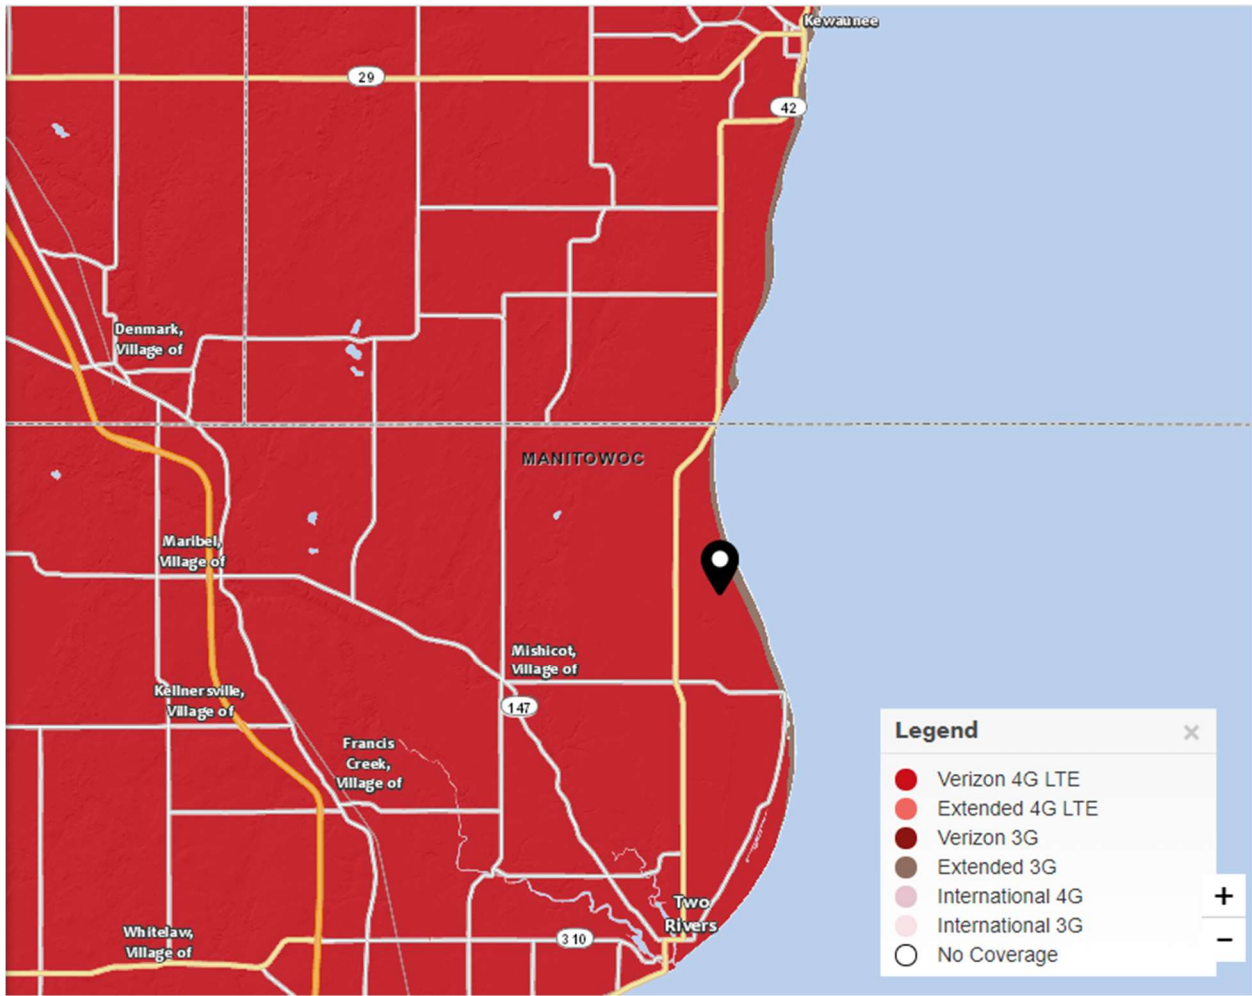 Kewaunee
29
42
Denmark,
Village of
MANITOWOC
Maribel,
Village of
Mishicot,
Village of
Kellnersville,
Village of
147
Francis
Creek,
Village of
Two
Rivers
Whitelaw,
Village of
310
Legend
×
Verizon 4G LTE
Extended 4G LTE
Verizon 3G
Extended 3G
International 4G
International 3G
No Coverage
+
−